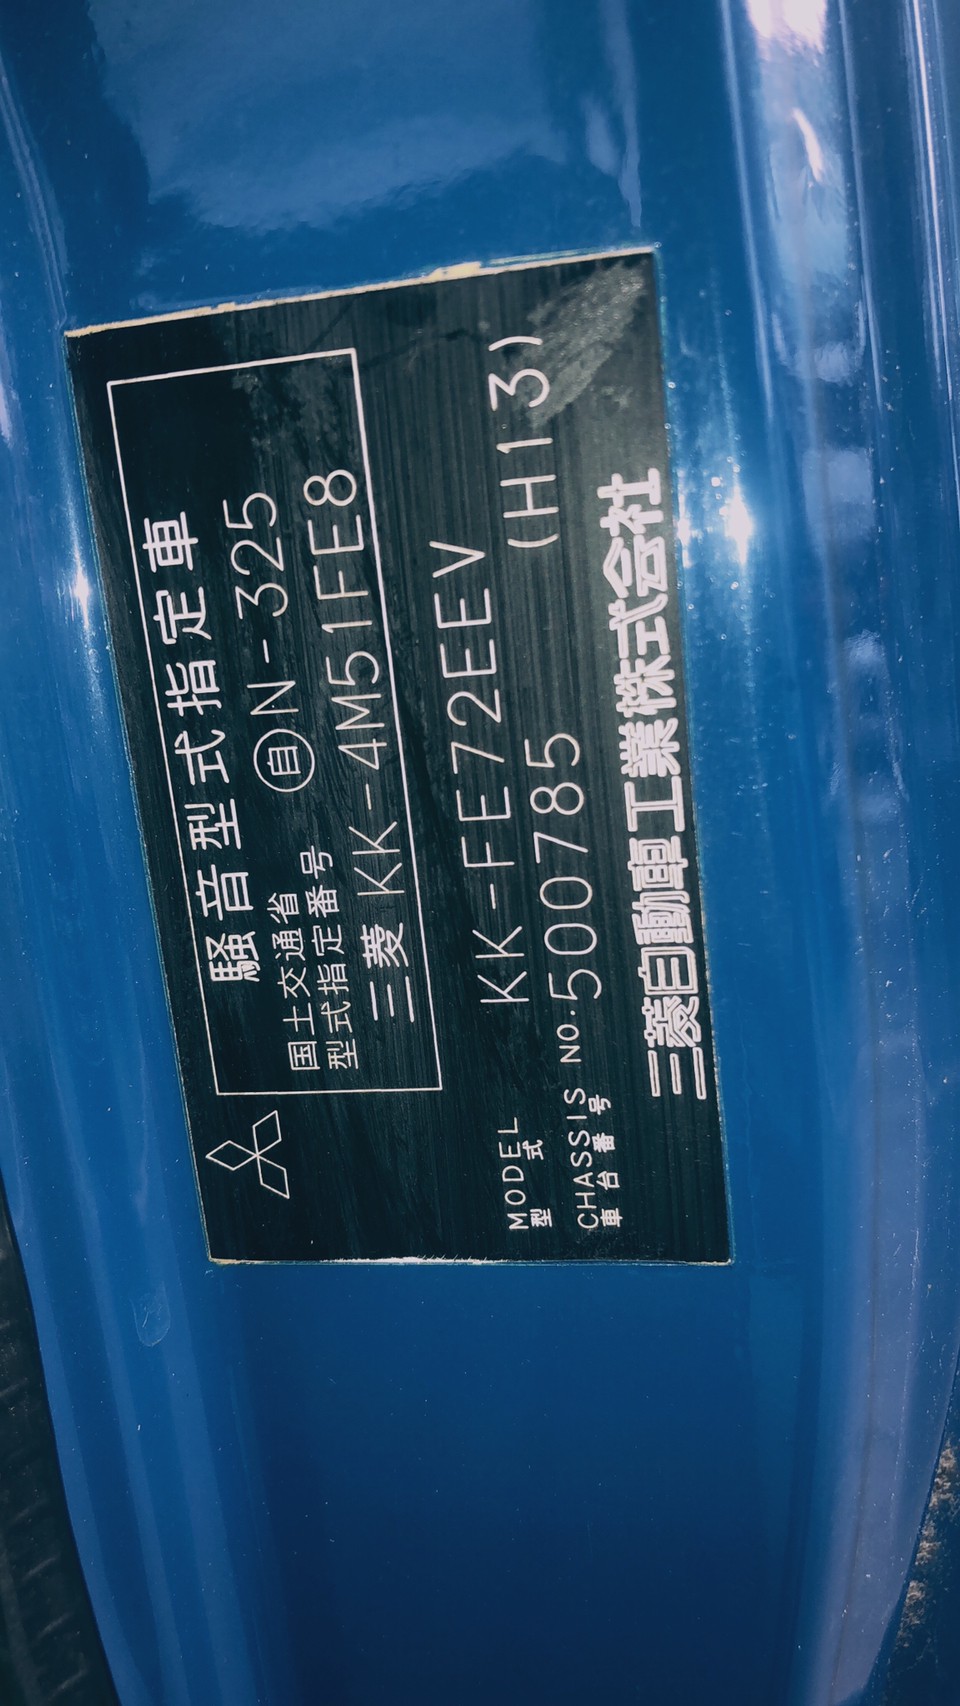 騒音型式指定車
国土交通省
型式指定番号
自N-325
三菱 KK-4M51FE8
MODEL
型式
KK-FE72EEV
(H13)
CHASSIS NO.
車台番号
500785
三菱自動車工業株式会社